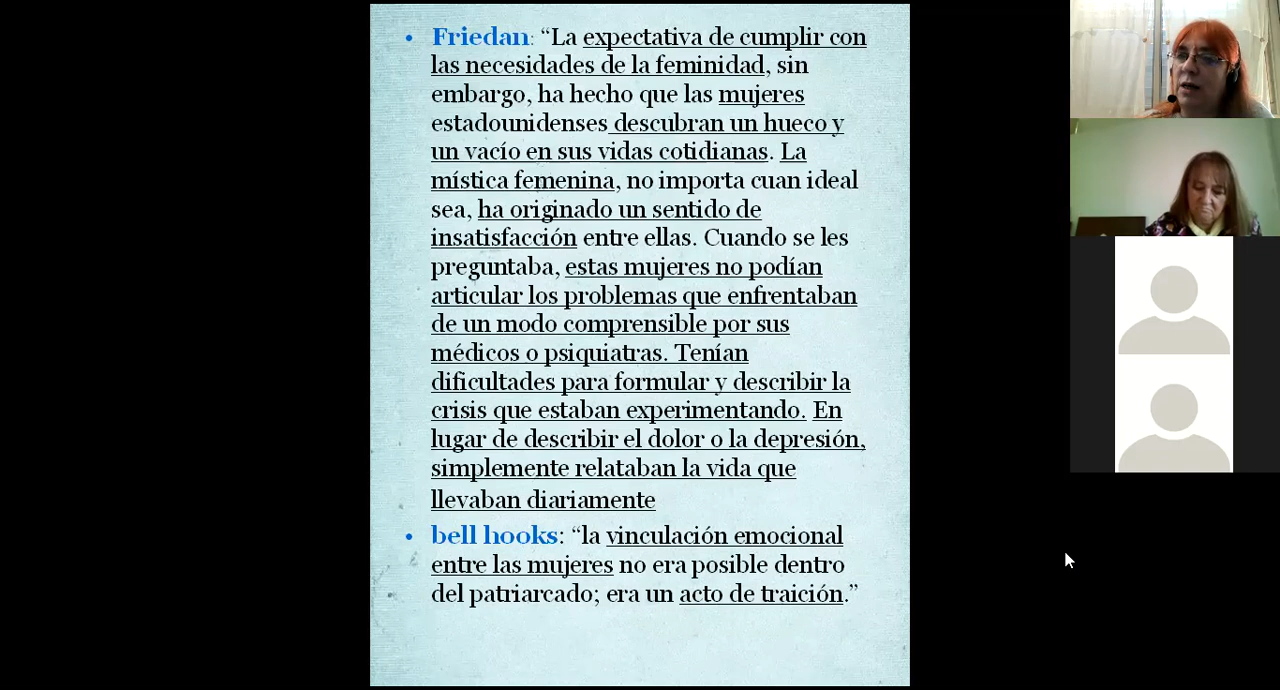 • Friedan: “La expectativa de cumplir con
las necesidades de la feminidad, sin
embargo, ha hecho que las mujeres
estadounidenses descubran un hueco y
un vacío en sus vidas cotidianas. La
mística femenina, no importa cuan ideal
sea, ha originado un sentido de
insatisfacción entre ellas. Cuando se les
preguntaba, estas mujeres no podían
articular los problemas que enfrentaban
de un modo comprensible por sus
médicos o psiquiatras. Tenían
dificultades para formular y describir la
crisis que estaban experimentando. En
lugar de describir el dolor o la depresión,
simplemente relataban la vida que
llevaban diariamente
• bell hooks: “la vinculación emocional
entre las mujeres no era posible dentro
del patriarcado; era un acto de traición.”